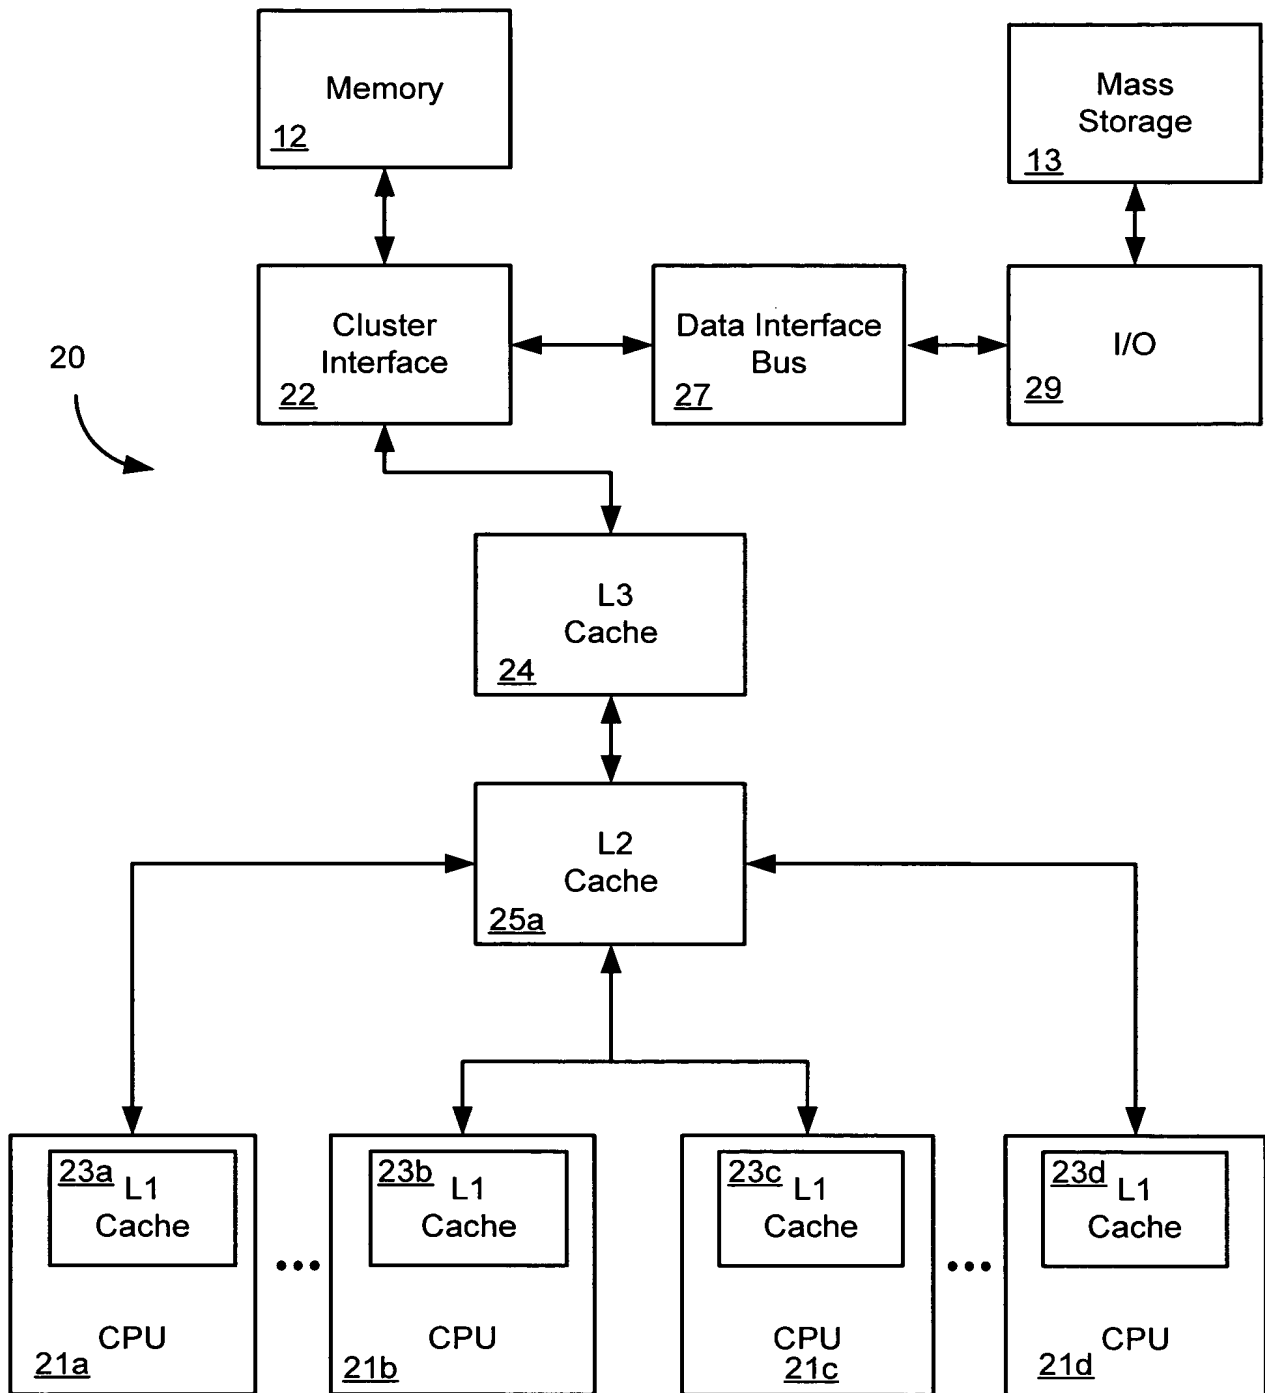 Memory
12
Mass
Storage
13
Cluster
Interface
22
Data Interface
Bus
27
I/O
29
20
L3
Cache
24
L2
Cache
25a
23a
L1
Cache
CPU
21a
23b
L1
Cache
CPU
21b
23c
L1
Cache
CPU
21c
23d
L1
Cache
CPU
21d